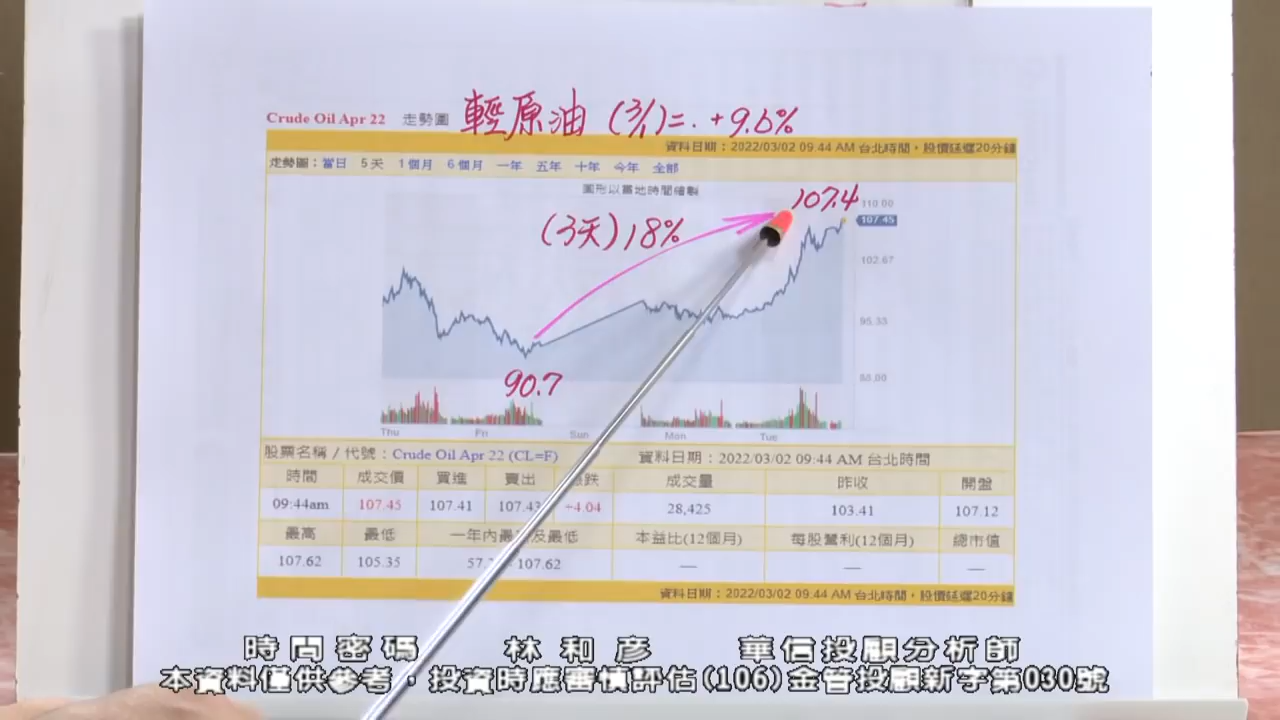 Crude Oil Apr 22 走勢圖 輕原油 (3/1)=. +9.6%
資料日期：2022/03/02 09:44 AM 台北時間，股價延遲20分鐘
走勢圖：當日 5天 1個月 6個月 一年 五年 十年 今年 全部
圖形以當地時間繪製
107.4
110.00
107.45
(3天)18%
102.67
95.33
88.00
90.7
Thu Fri Sun Mon Tue
股票名稱 / 代號：Crude Oil Apr 22 (CL=F) 資料日期：2022/03/02 09:44 AM 台北時間
時間 成交價 買進 賣出 跌 成交量 昨收 開盤
09:44am 107.45 107.41 107.43 +4.04 28,425 103.41 107.12
最高 最低 一年內最 及最低 本益比(12個月) 每股營利(12個月) 總市值
107.62 105.35 57. 107.62 — — —
資料日期：2022/03/02 09:44 AM 台北時間，股價延遲20分鐘
時間密碼 林和彥 華信投顧分析師
本資料僅供參考，投資時應審慎評估(106)金管投顧新字第030號